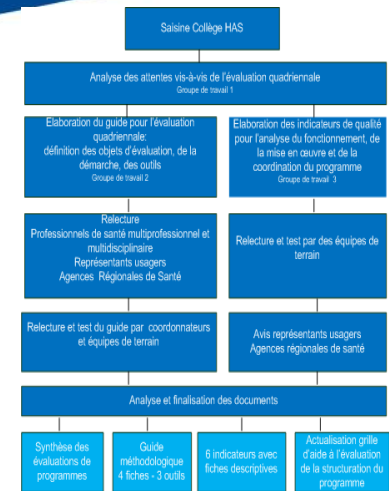 Saisine Collège HAS
Analyse des attentes vis-à-vis de l'évaluation quadriennale
Groupe de travail 1
Elaboration du guide pour l'évaluation
quadriennale:
définition des objets d'évaluation, de la
démarche, des outils
Groupe de travail 2
Elaboration des indicateurs de qualité
pour l'analyse du fonctionnement, de
la mise en œuvre et de la
coordination du programme
Groupe de travail 3
Relecture
Professionnels de santé multiprofessionnel et
multidisciplinaire
Représentants usagers
Agences Régionales de Santé
Relecture et test par des équipes de
terrain
Relecture et test du guide par coordonnateurs
et équipes de terrain
Avis représentants usagers
Agences régionales de santé
Analyse et finalisation des documents
Synthèse des
évaluations de
programmes
Guide
méthodologique
4 fiches - 3 outils
6 indicateurs avec
fiches descriptives
Actualisation grille
d'aide à l'évaluation
de la structuration du
programme